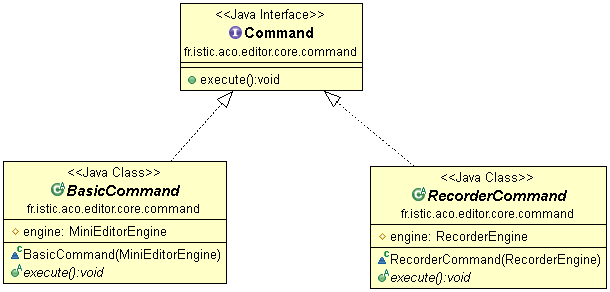 <<Java Interface>>
Command
fr.istic.aco.editor.core.command
execute():void
<<Java Class>>
BasicCommand
fr.istic.aco.editor.core.command
engine: MiniEditorEngine
BasicCommand(MiniEditorEngine)
execute():void
<<Java Class>>
RecorderCommand
fr.istic.aco.editor.core.command
engine: RecorderEngine
RecorderCommand(RecorderEngine)
execute():void